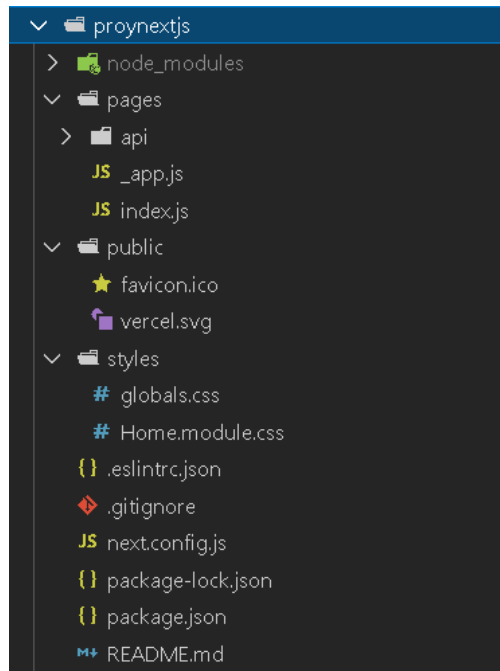 proynextjs
node_modules
pages
api
JS _app.js
JS index.js
public
favicon.ico
vercel.svg
styles
# globals.css
# Home.module.css
{} .eslintrc.json
.gitignore
JS next.config.js
{} package-lock.json
{} package.json
M+ README.md